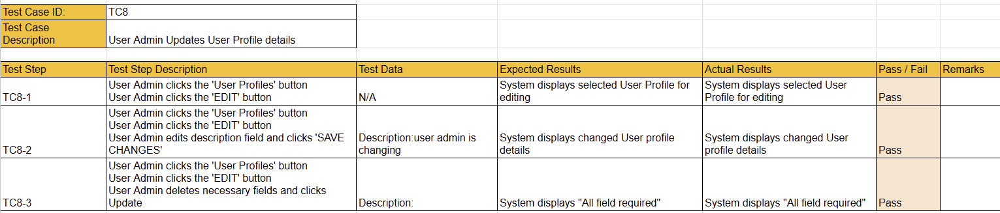 Test Case ID: TC8
Test Case
Description
User Admin Updates User Profile details
Test Step Test Step Description Test Data Expected Results Actual Results Pass / Fail Remarks
TC8-1
User Admin clicks the 'User Profiles' button
User Admin clicks the 'EDIT' button
N/A
System displays selected User Profile for
editing
System displays selected User
Profile for editing
Pass
TC8-2
User Admin clicks the 'User Profiles' button
User Admin clicks the 'EDIT' button
User Admin edits description field and clicks 'SAVE
CHANGES'
Description:user admin is
changing
System displays changed User profile
details
System displays changed User
profile details
Pass
TC8-3
User Admin clicks the 'User Profiles' button
User Admin clicks the 'EDIT' button
User Admin deletes necessary fields and clicks
Update
Description:
System displays "All field required"
System displays "All field required"
Pass